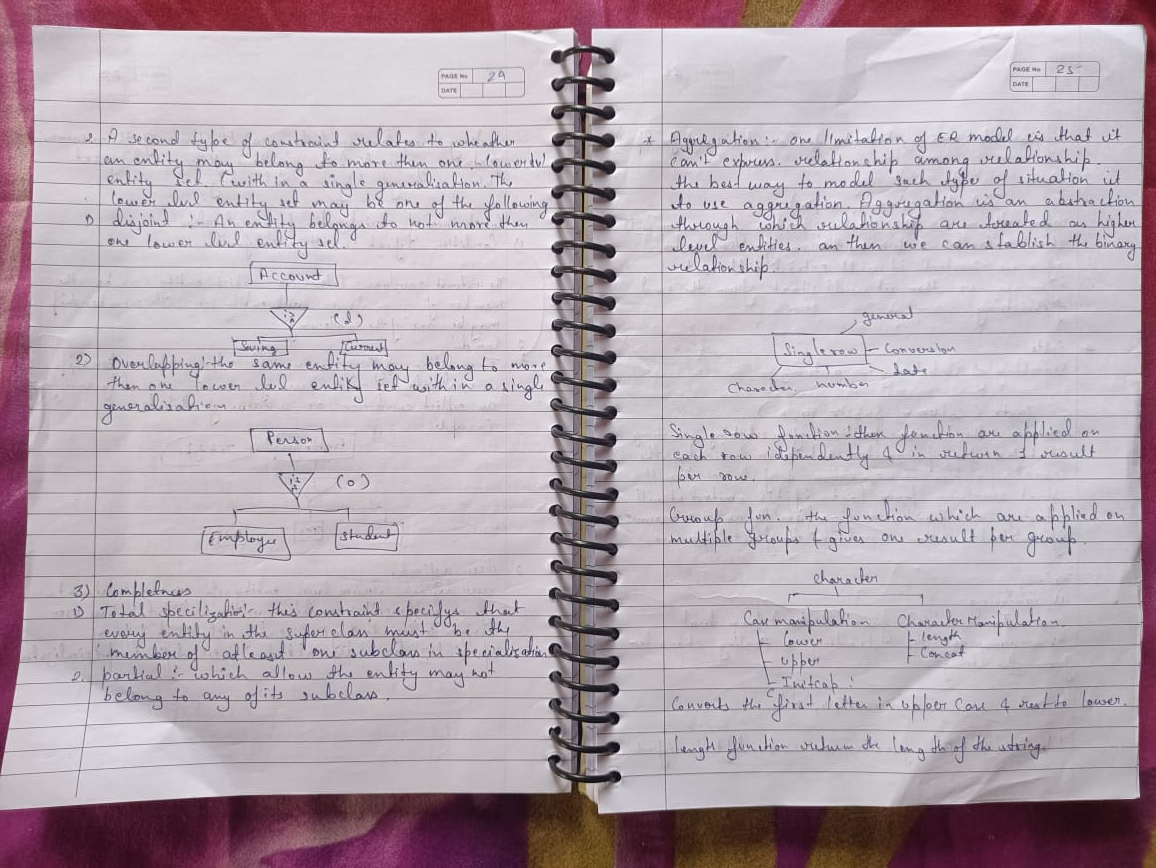 PAGE No 24
DATE
2. A second type of constraint relates to wheather
an entity may belong to more then one lower lvl
entity set (with in a single generalisation. The
lower lvl entity set may be one of the following
1) disjoint :- An entity belongs to not more then
one lower lvl entity set.
Account
is A (d)
Saving Current
2) Overlapping:- the same entity may belong to more
then one lower lvl entity set with in a single
generalisation
Person
is A (o)
Employee Student
3) Completness
1) Total specilization:- this constraint specifys that
every entity in the superclass must be the
member of atleast one subclass in specialization
2. partial :- which allow the entity may not
belong to any of its subclass.
PAGE No 25
DATE
* Aggregation :- one limitation of ER model is that it
can't express relationship among relationship.
the best way to model such type of situation is
to use aggregation. Aggregation is an abstraction
through which relationship are treated as higher
level entities. an then we can stablish the binary
relationship.
general
Single row Conversion
date
Character number
Single row function :- then function are applied on
each row idependently & in return 1 result
per row.
Group fun. the function which are applied on
multiple groups & gives one result per group.
Character
Case manipulation Character manipulation.
lower length
upper Concat
Initcap :
Converts the first letter in upper Case & rest to lower.
length function return the length of the string.